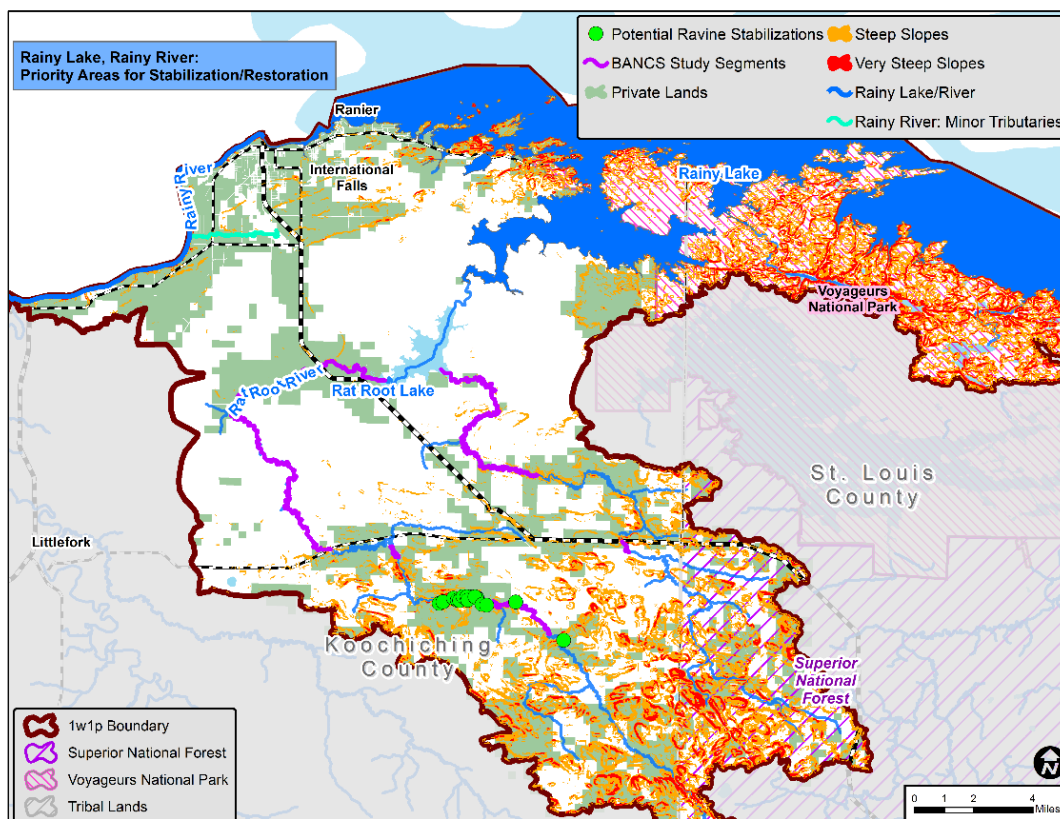 Rainy Lake, Rainy River:
Priority Areas for Stabilization/Restoration
Potential Ravine Stabilizations
BANCS Study Segments
Private Lands
Steep Slopes
Very Steep Slopes
Rainy Lake/River
Rainy River: Minor Tributaries
Ranier
International
Falls
Rainy River
Rainy Lake
Voyageurs
National Park
Rat Root River
Rat Root Lake
St. Louis
County
Littlefork
Koochiching
County
Superior
National
Forest
1w1p Boundary
Superior National Forest
Voyageurs National Park
Tribal Lands
N
0 1 2 4
Miles